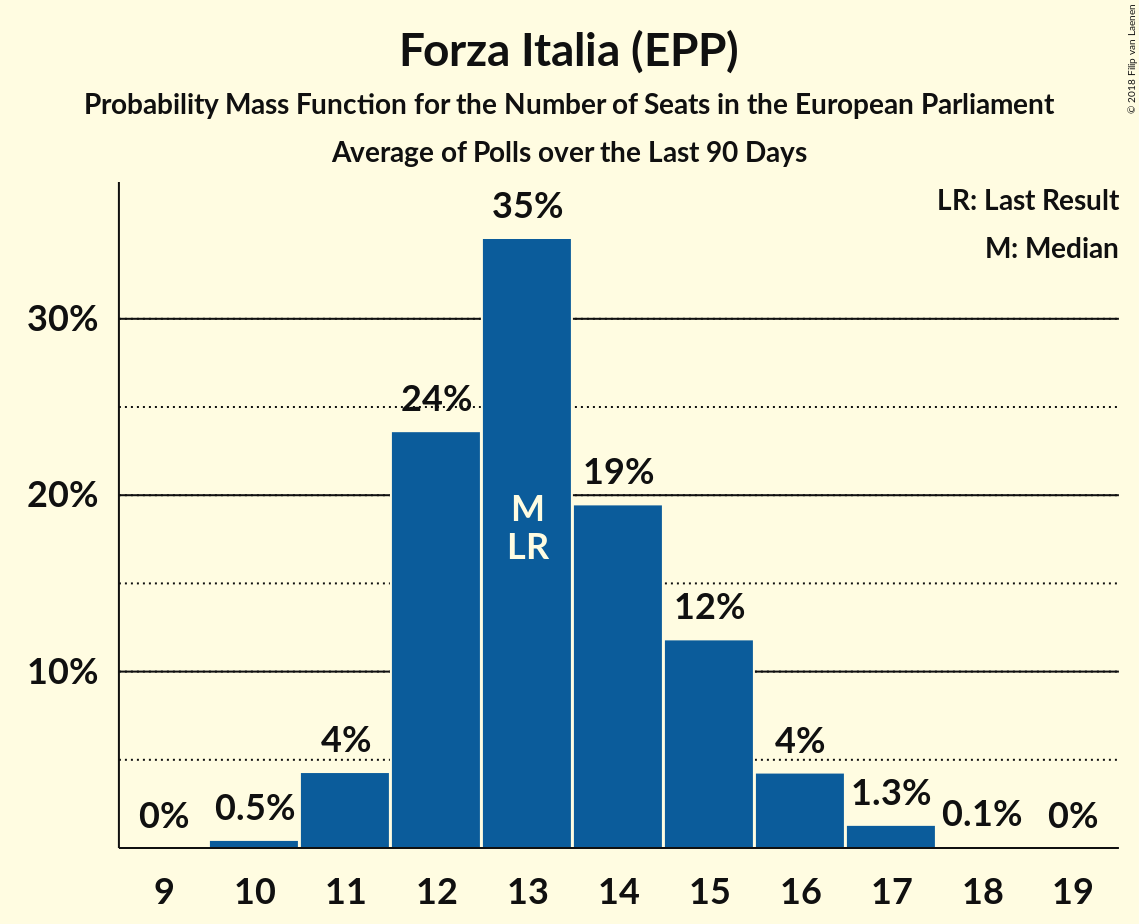 Forza Italia (EPP)
Probability Mass Function for the Number of Seats in the European Parliament
Average of Polls over the Last 90 Days
© 2018 Filip van Laenen
LR: Last Result
M: Median
30%
20%
10%
0%
0.5%
4%
24%
35%
19%
12%
4%
1.3%
0.1%
0%
M
LR
9 10 11 12 13 14 15 16 17 18 19